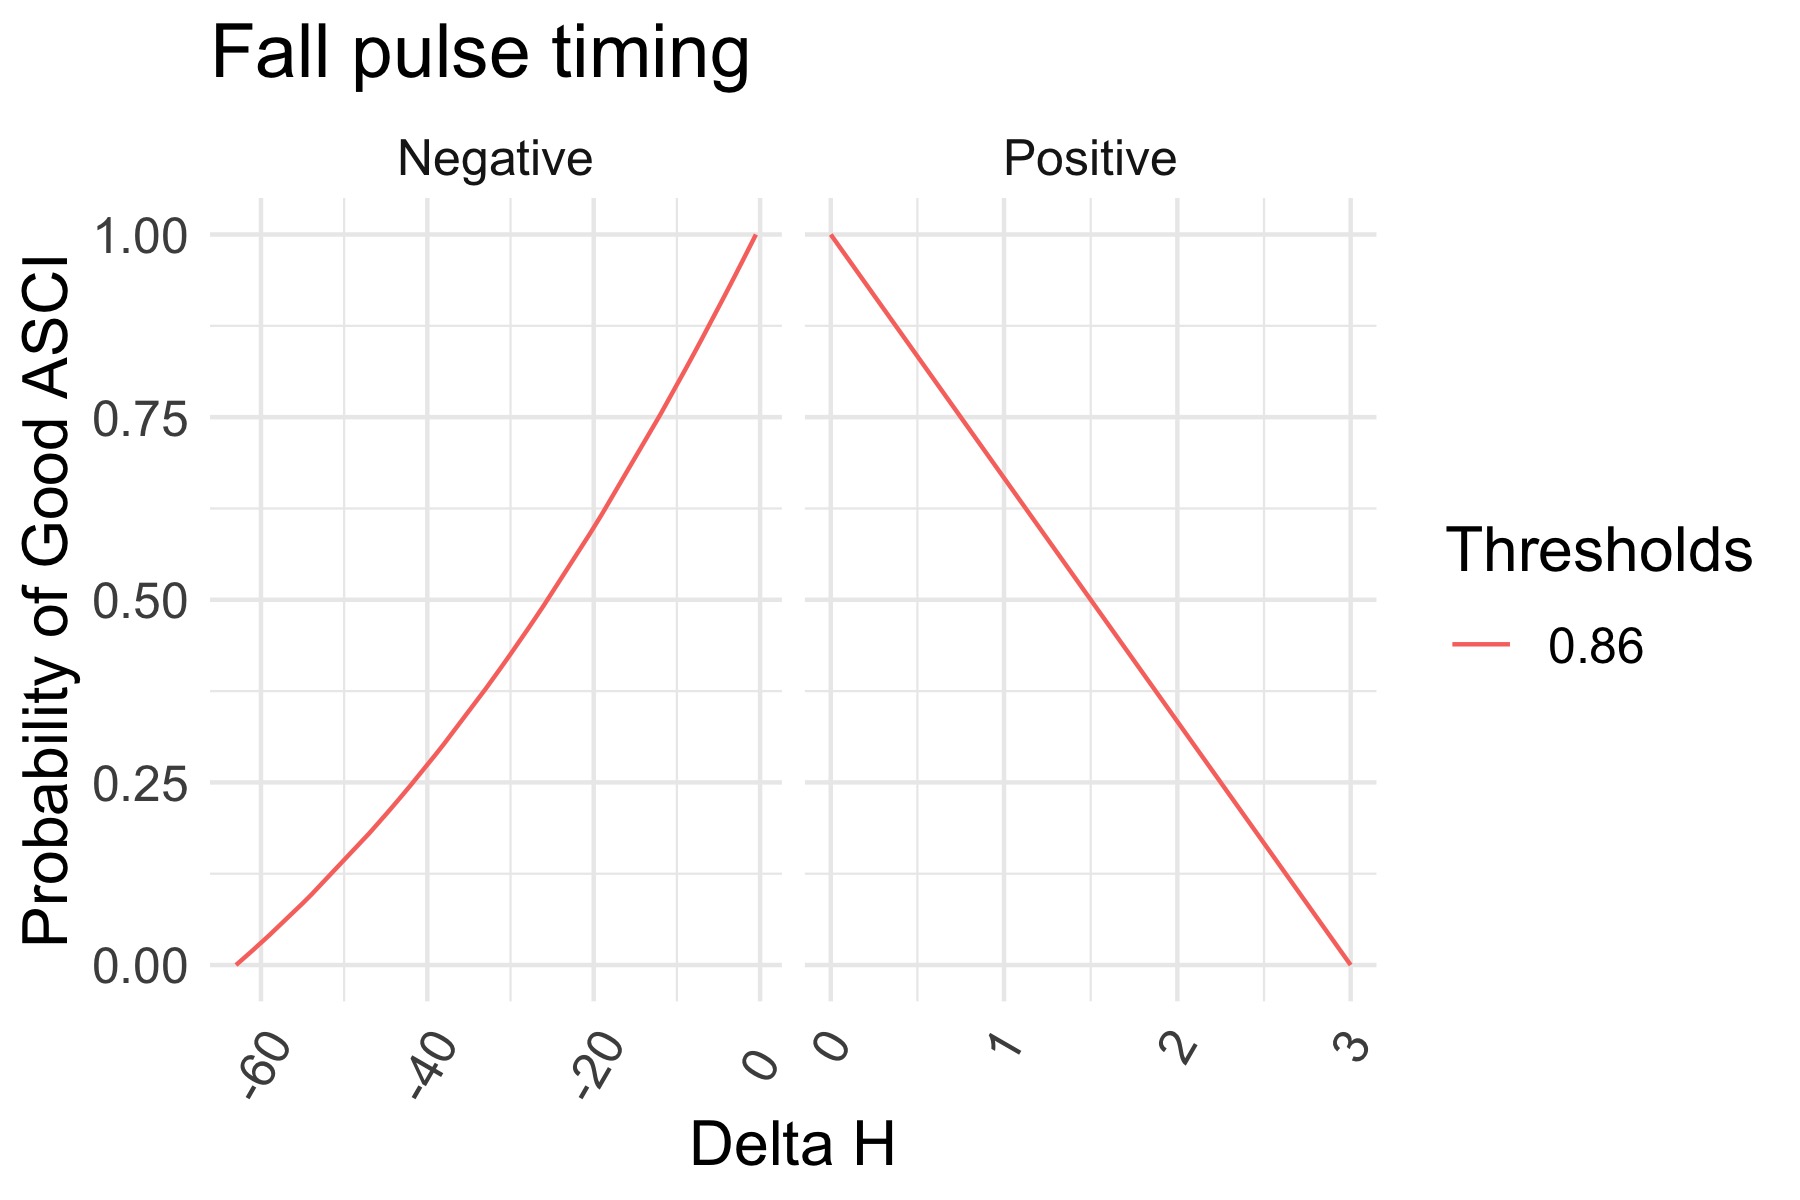 Fall pulse timing
Negative
Positive
Probability of Good ASCI
1.00
0.75
0.50
0.25
0.00
-60
-40
-20
0
0
1
2
3
Delta H
Thresholds
0.86